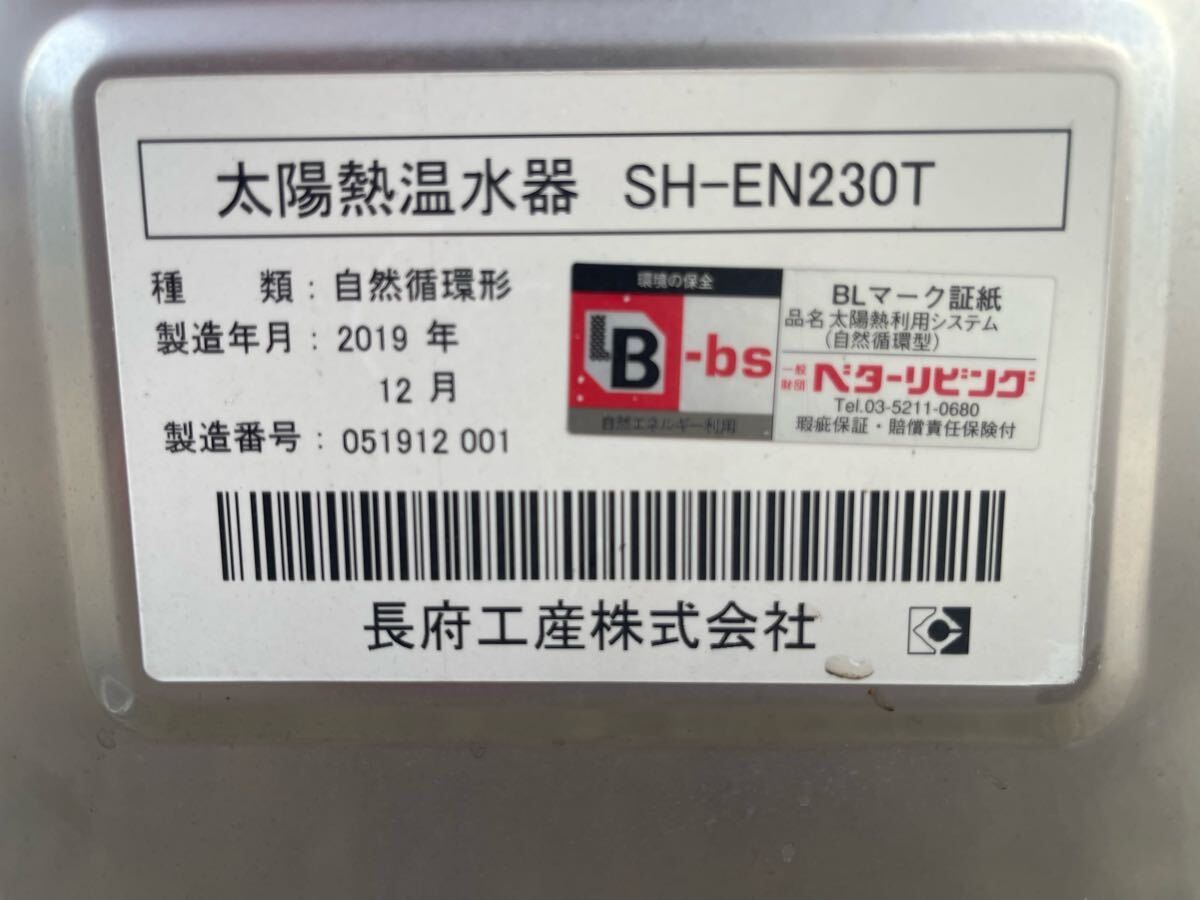 太陽熱温水器 SH-EN230T
種 類：自然循環形
製造年月：2019 年
12 月
製造番号：051912 001
環境の保全
B-bs
自然エネルギー利用
BLマーク証紙
品名 太陽熱利用システム
(自然循環型)
一般財団 ベターリビング
Tel.03-5211-0680
瑕疵保証・賠償責任保険付
長府工産株式会社